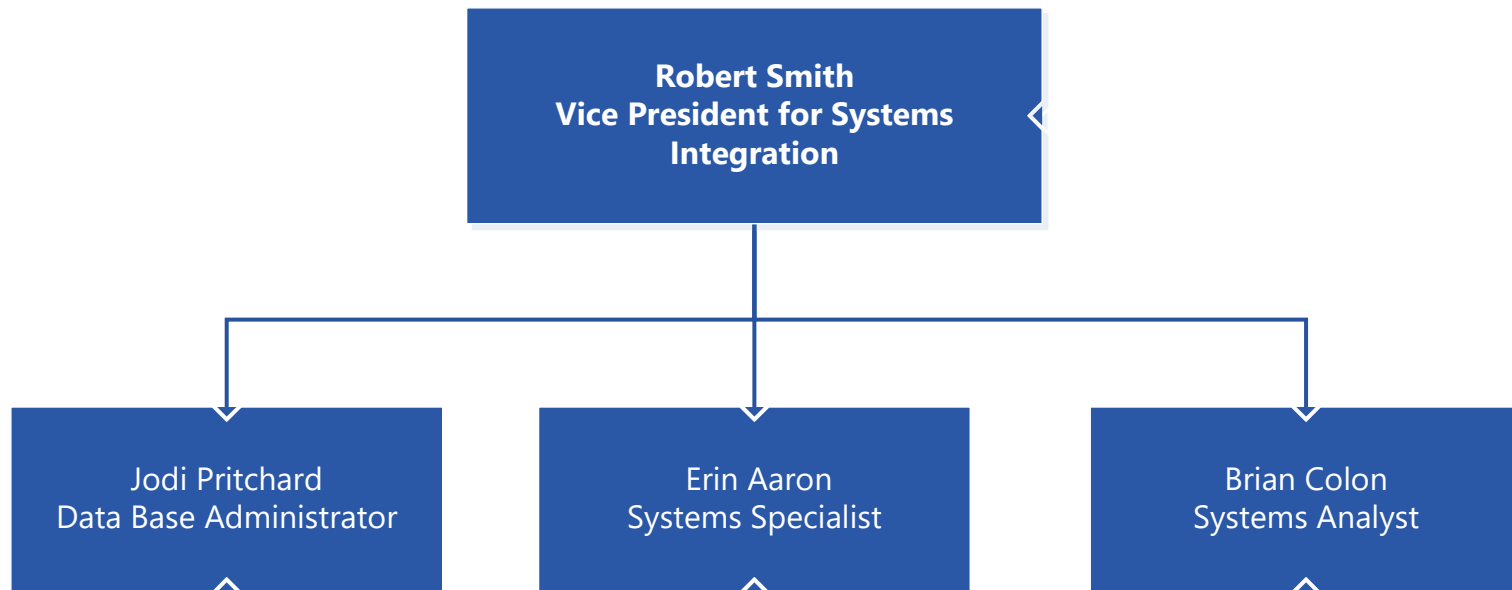 Robert Smith
Vice President for Systems
Integration
Jodi Pritchard
Data Base Administrator
Erin Aaron
Systems Specialist
Brian Colon
Systems Analyst